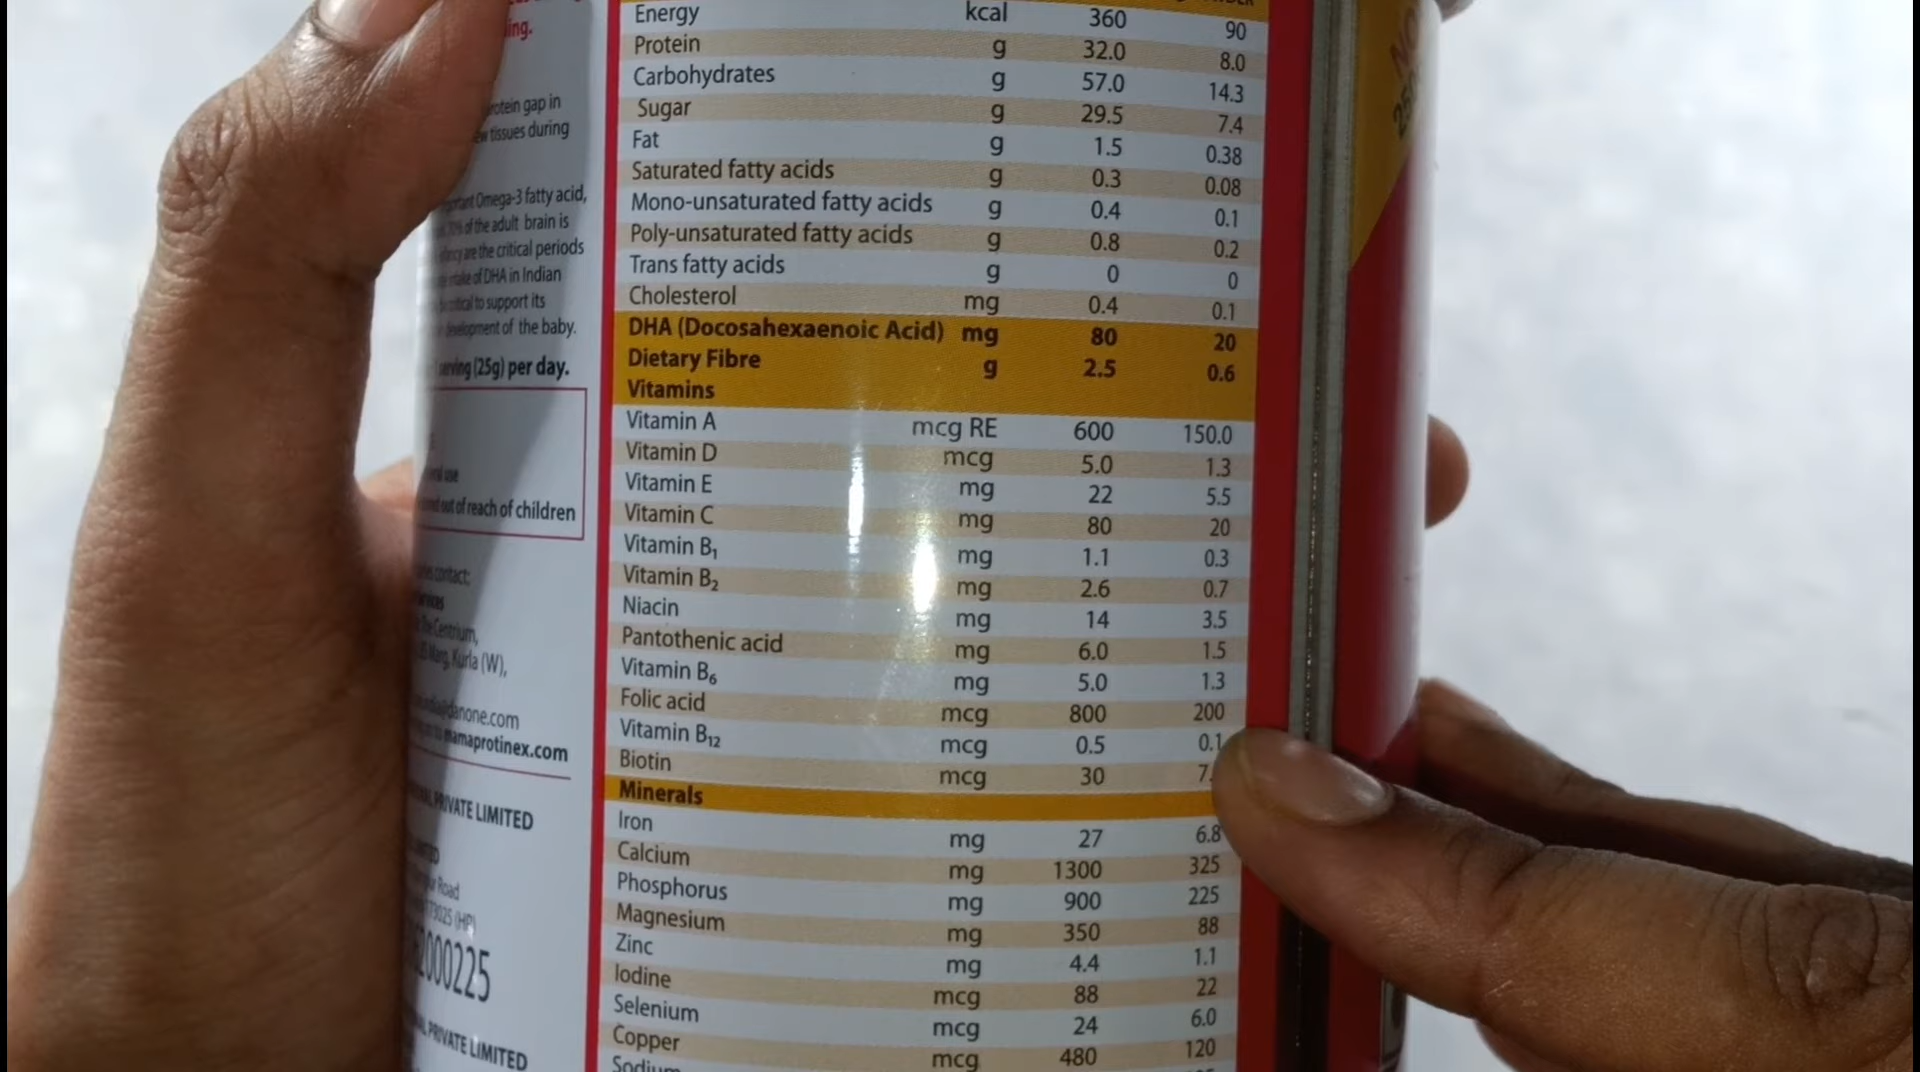 ing.
protein gap in
tissues during
Omega-3 fatty acid,
of the adult brain is
are the critical periods
of DHA in Indian
critical to support its
development of the baby.
serving (25g) per day.
use
out of reach of children
contact:
Centrium,
Marg, Kurla (W),
danone.com
mamaprotinex.com
PRIVATE LIMITED
Road
173025 (HP)
2000225
PRIVATE LIMITED
Energy kcal 360 90
Protein g 32.0 8.0
Carbohydrates g 57.0 14.3
Sugar g 29.5 7.4
Fat g 1.5 0.38
Saturated fatty acids g 0.3 0.08
Mono-unsaturated fatty acids g 0.4 0.1
Poly-unsaturated fatty acids g 0.8 0.2
Trans fatty acids g 0 0
Cholesterol mg 0.4 0.1
DHA (Docosahexaenoic Acid) mg 80 20
Dietary Fibre g 2.5 0.6
Vitamins
Vitamin A mcg RE 600 150.0
Vitamin D mcg 5.0 1.3
Vitamin E mg 22 5.5
Vitamin C mg 80 20
Vitamin B₁ mg 1.1 0.3
Vitamin B₂ mg 2.6 0.7
Niacin mg 14 3.5
Pantothenic acid mg 6.0 1.5
Vitamin B₆ mg 5.0 1.3
Folic acid mcg 800 200
Vitamin B₁₂ mcg 0.5 0.1
Biotin mcg 30 7.
Minerals
Iron mg 27 6.8
Calcium mg 1300 325
Phosphorus mg 900 225
Magnesium mg 350 88
Zinc mg 4.4 1.1
Iodine mcg 88 22
Selenium mcg 24 6.0
Copper mcg 480 120
Sodium